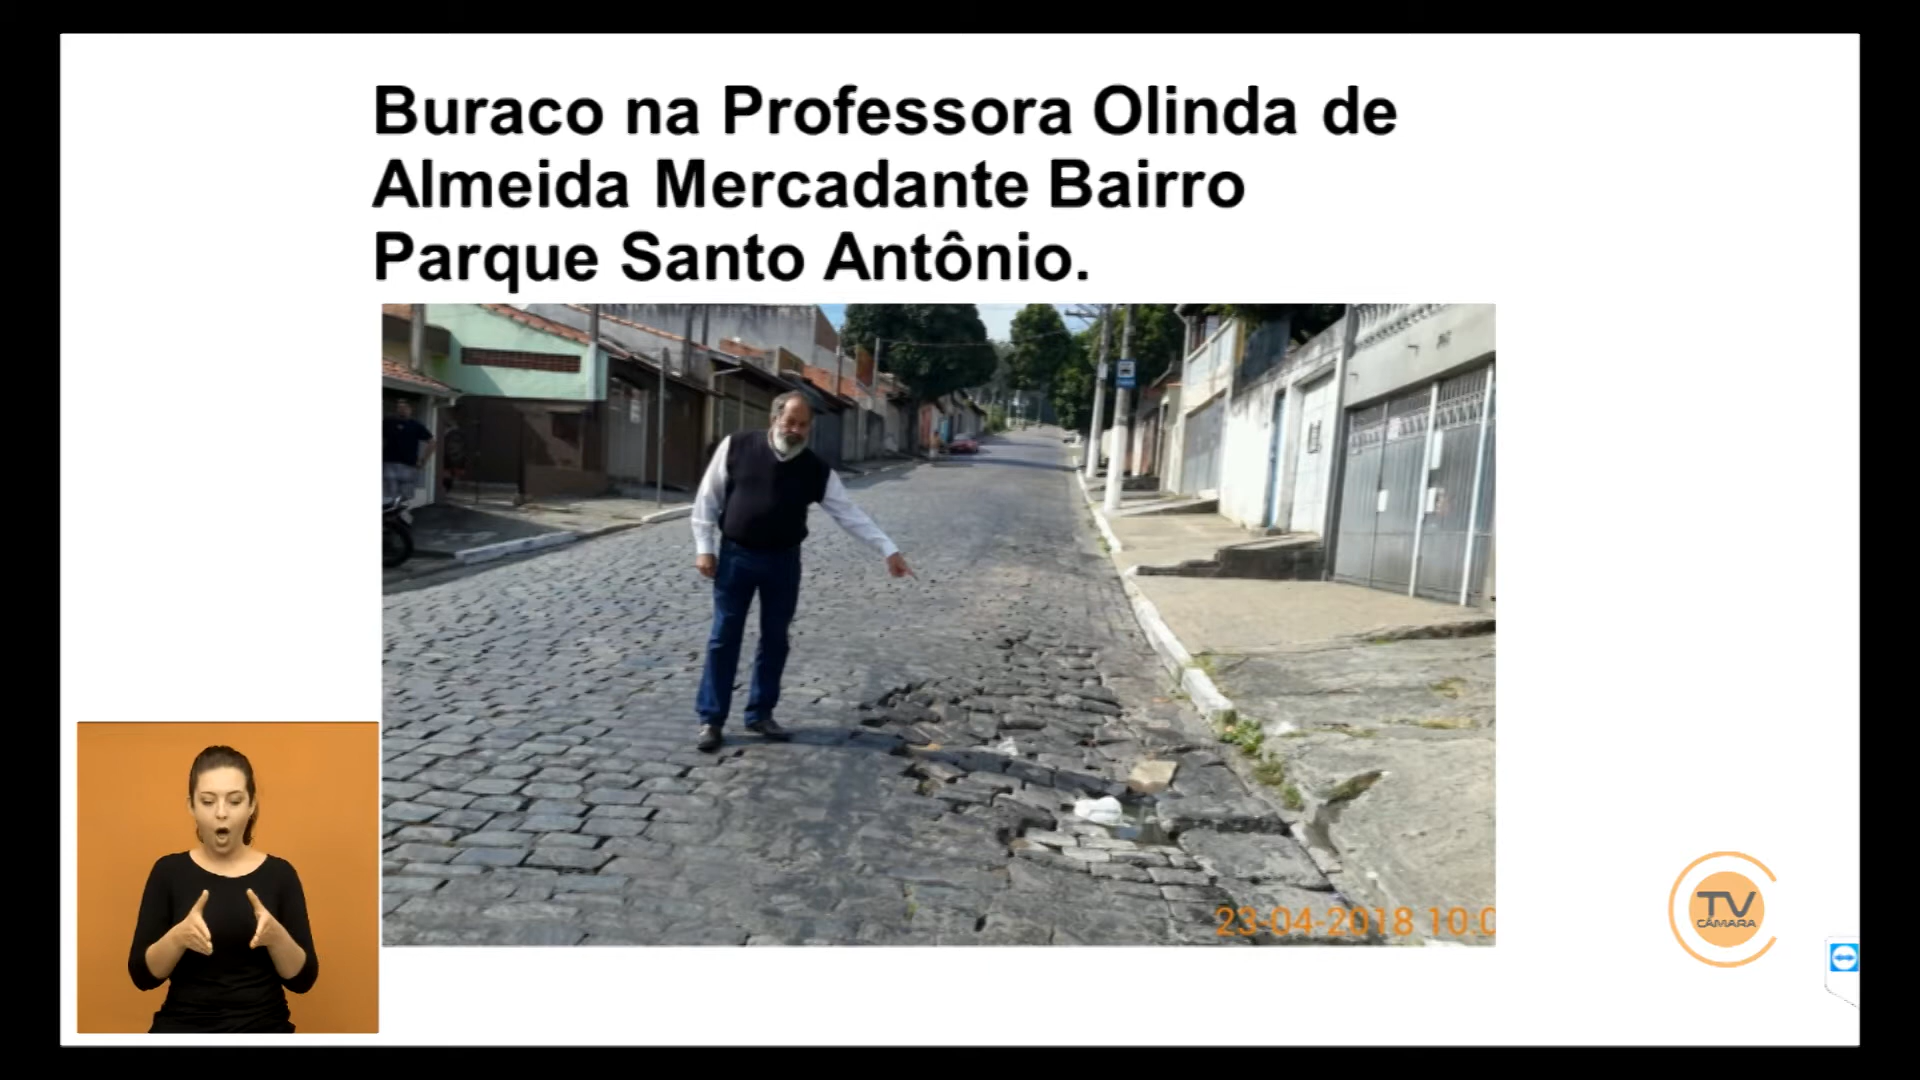 Buraco na Professora Olinda de
Almeida Mercadante Bairro
Parque Santo Antônio.
23-04-2018 10:0
TV
CÂMARA